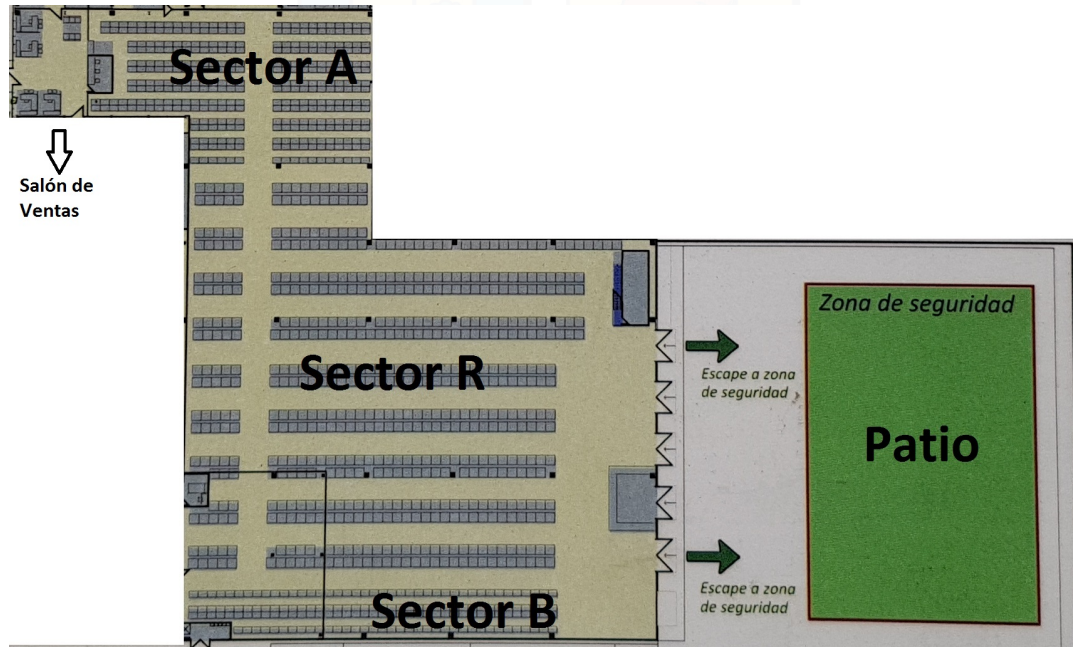 Sector A
Salón de
Ventas
Zona de seguridad
Sector R
Escape a zona
de seguridad
Patio
Escape a zona
de seguridad
Sector B